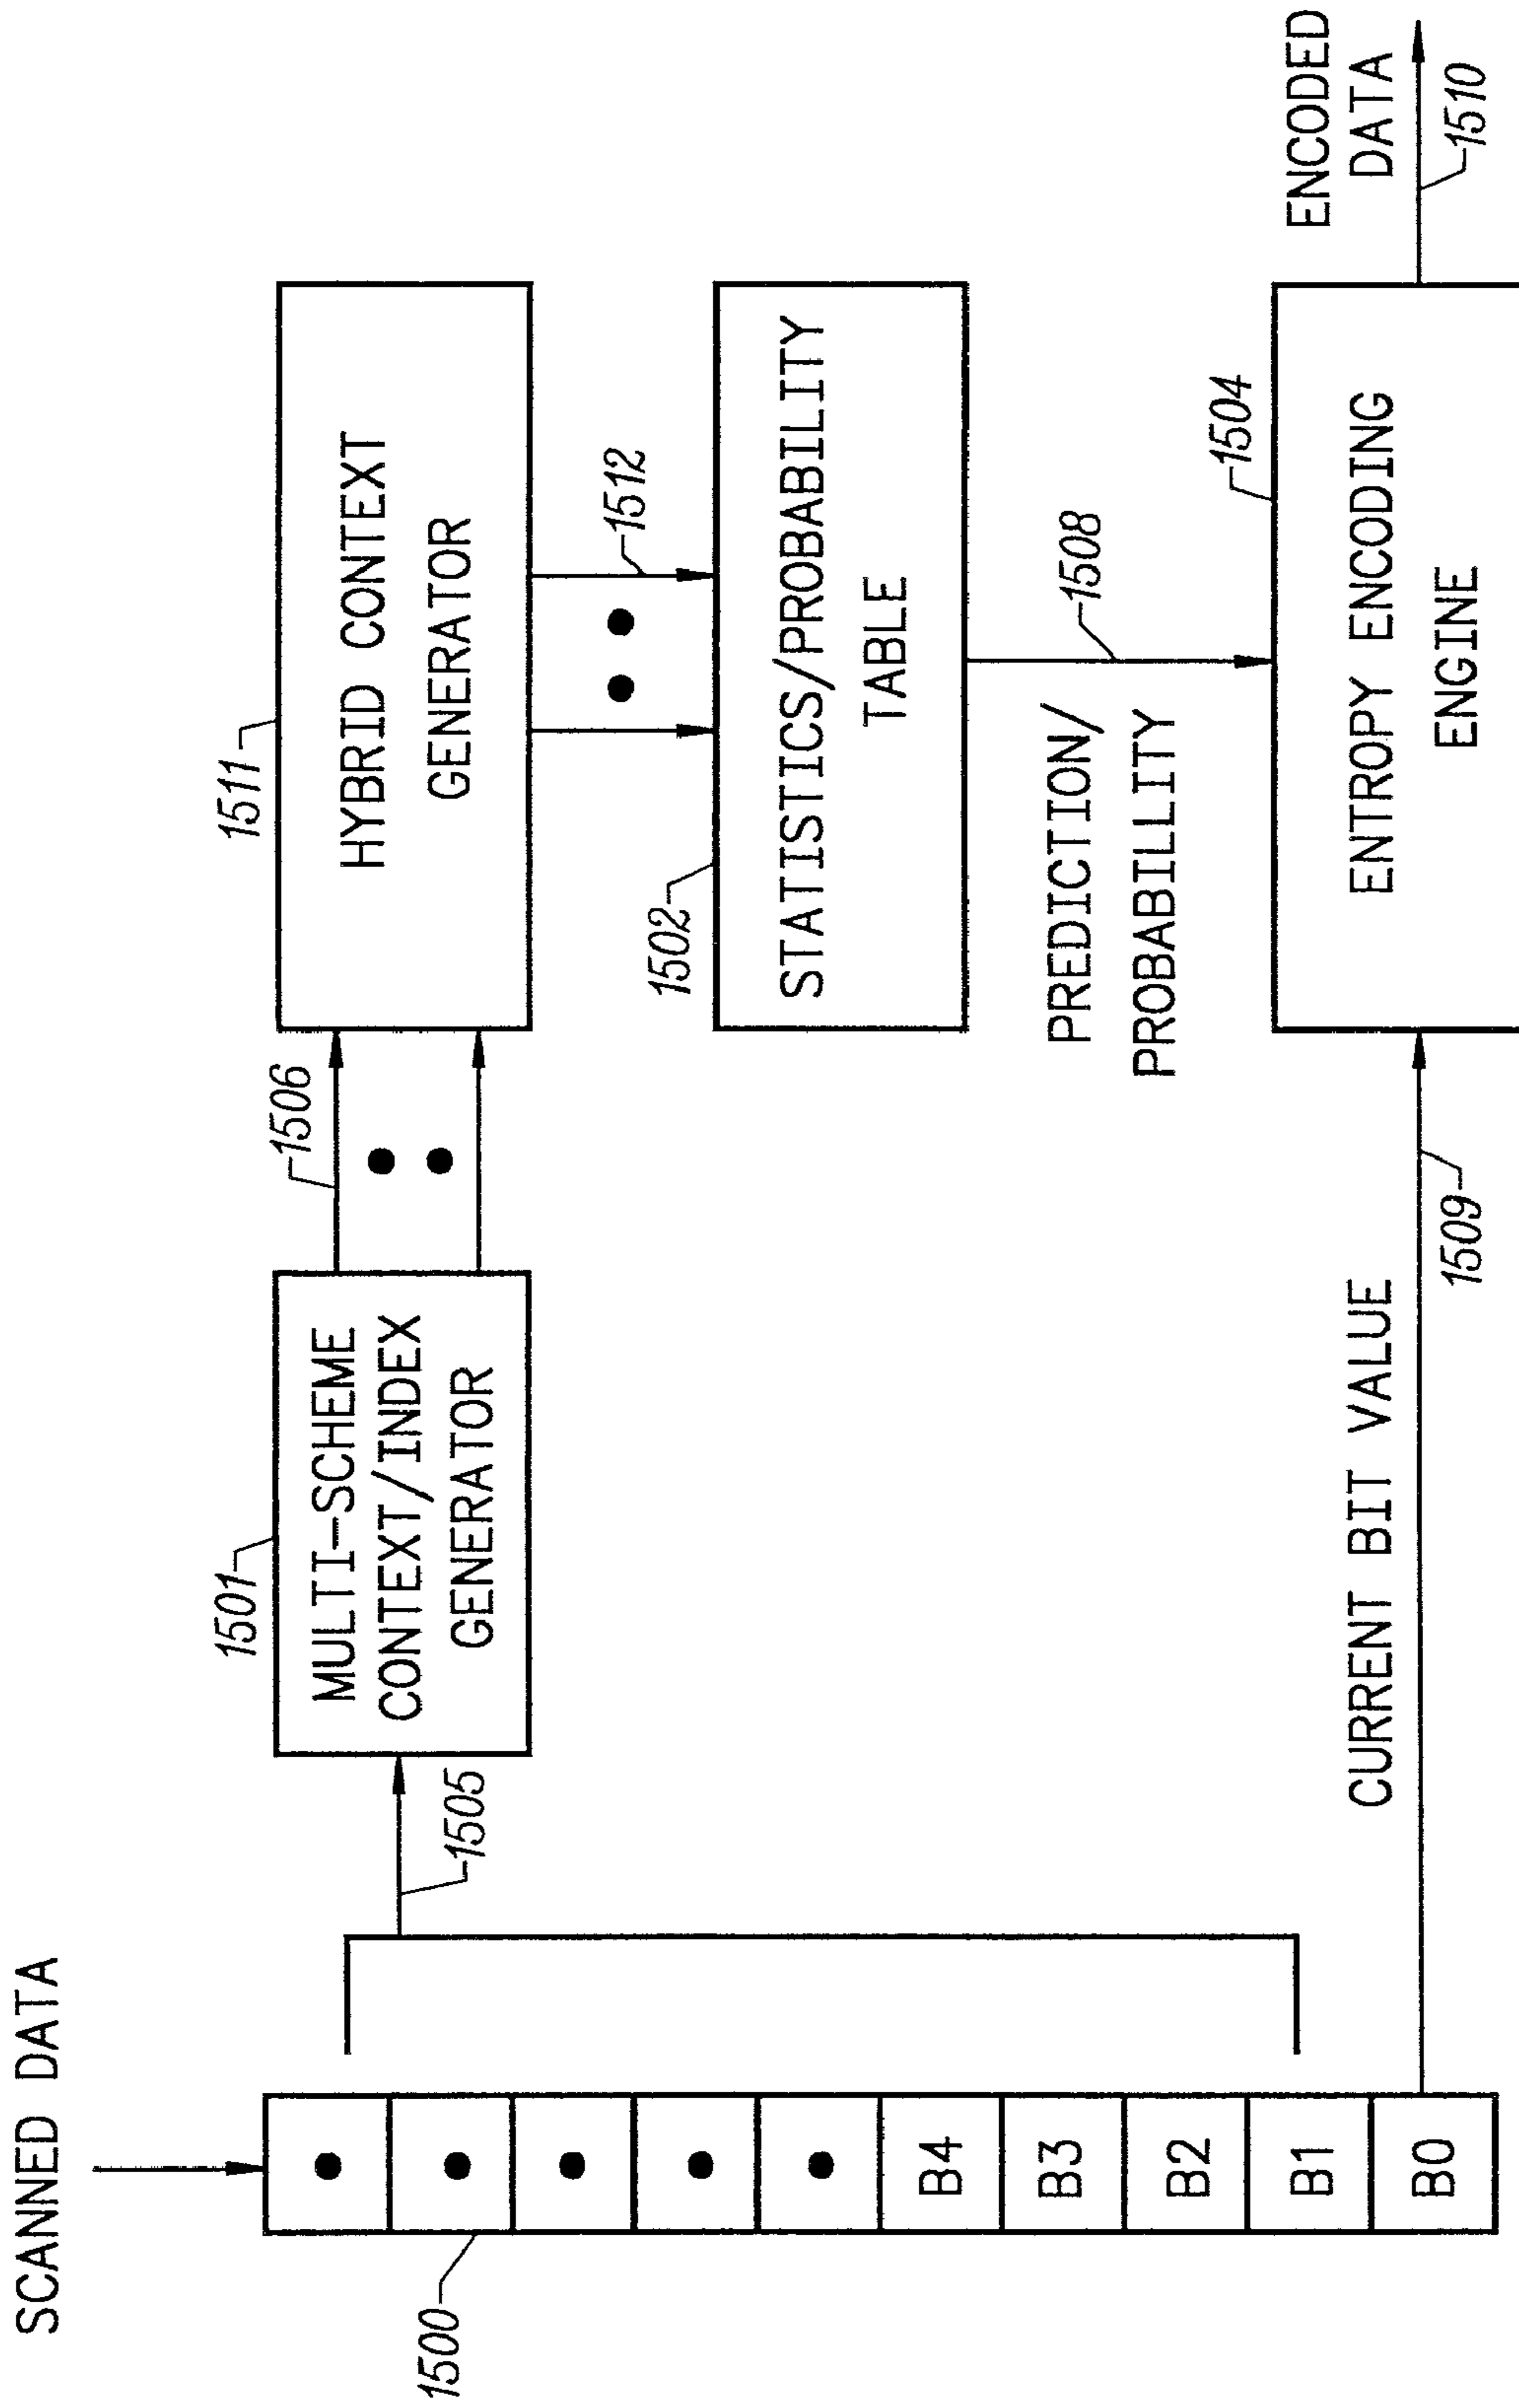 SCANNED DATA
1500
B4
B3
B2
B1
B0
1505
1501
MULTI-SCHEME
CONTEXT/INDEX
GENERATOR
1506
1511
HYBRID CONTEXT
GENERATOR
1512
1502
STATISTICS/PROBABILITY
TABLE
PREDICTION/
PROBABILLITY
1508
1504
ENTROPY ENCODING
ENGINE
CURRENT BIT VALUE
1509
ENCODED
DATA
1510